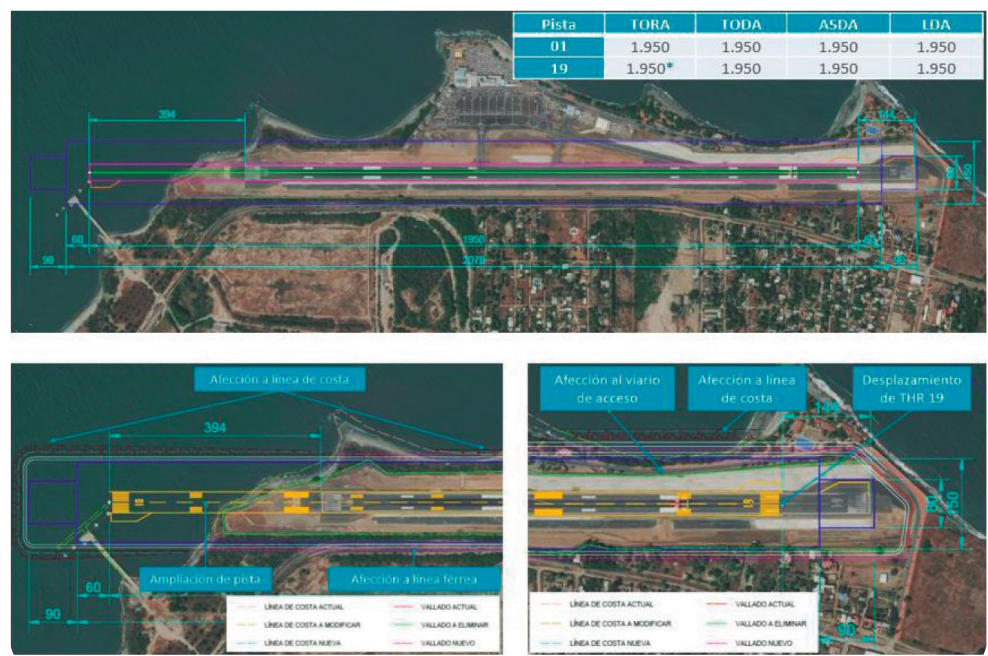 Pista TORA TODA ASDA LDA
01 1.950 1.950 1.950 1.950
19 1.950* 1.950 1.950 1.950
394
144
150
60
1950
90
2070
90
Afección a línea de costa
394
Ampliación de pista
Afección a línea férrea
60
90
LÍNEA DE COSTA ACTUAL VALLADO ACTUAL
LÍNEA DE COSTA A MODIFICAR VALLADO A ELIMINAR
LÍNEA DE COSTA NUEVA VALLADO NUEVO
Afección al viario
de acceso
Afección a línea
de costa
Desplazamiento
de THR 19
144
150
LÍNEA DE COSTA ACTUAL VALLADO ACTUAL
LÍNEA DE COSTA A MODIFICAR VALLADO A ELIMINAR
LÍNEA DE COSTA NUEVA VALLADO NUEVO
90